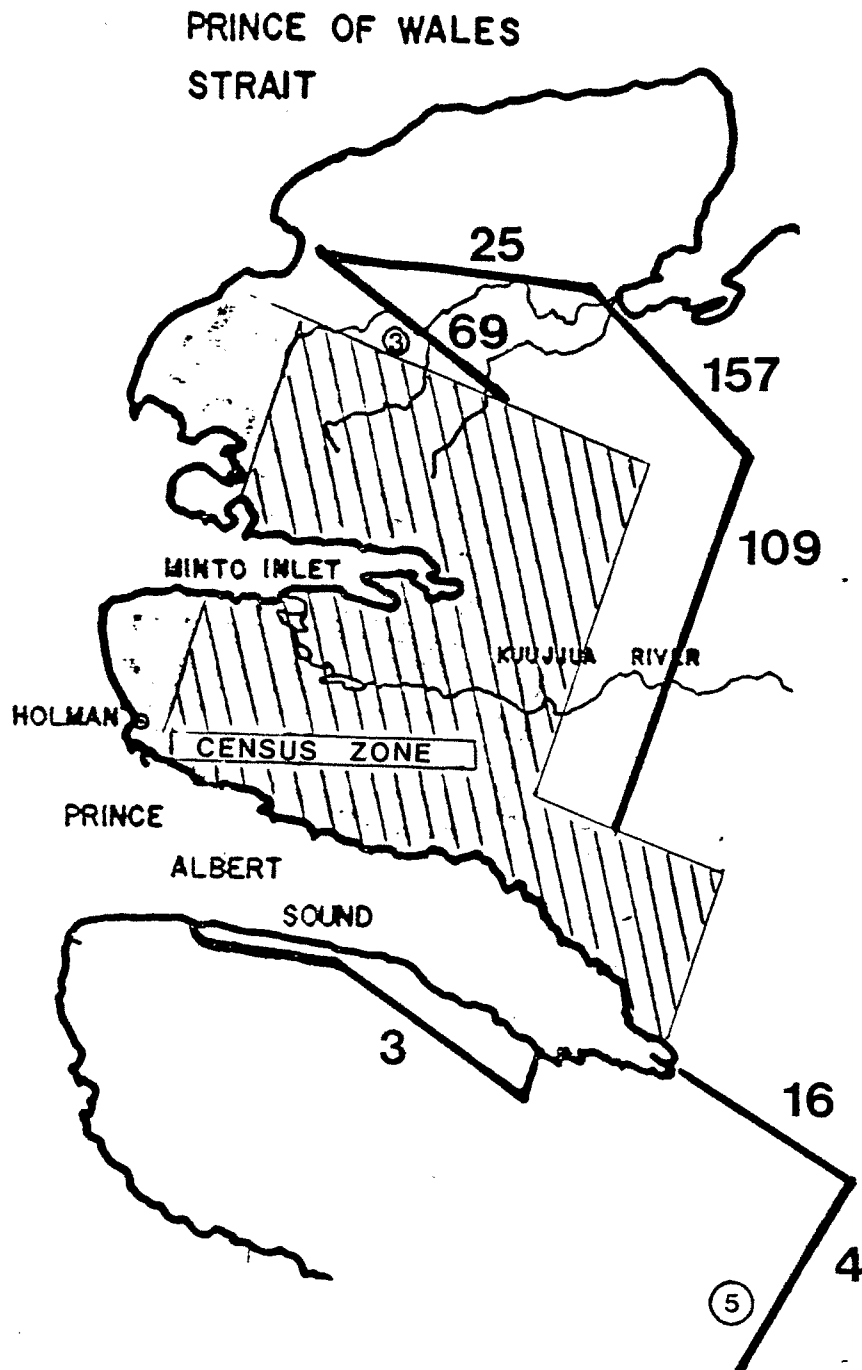 PRINCE OF WALES
STRAIT
25
69
3
157
109
MINTO INLET
KUUJJUA RIVER
HOLMAN
CENSUS ZONE
PRINCE
ALBERT
SOUND
3
16
4
5